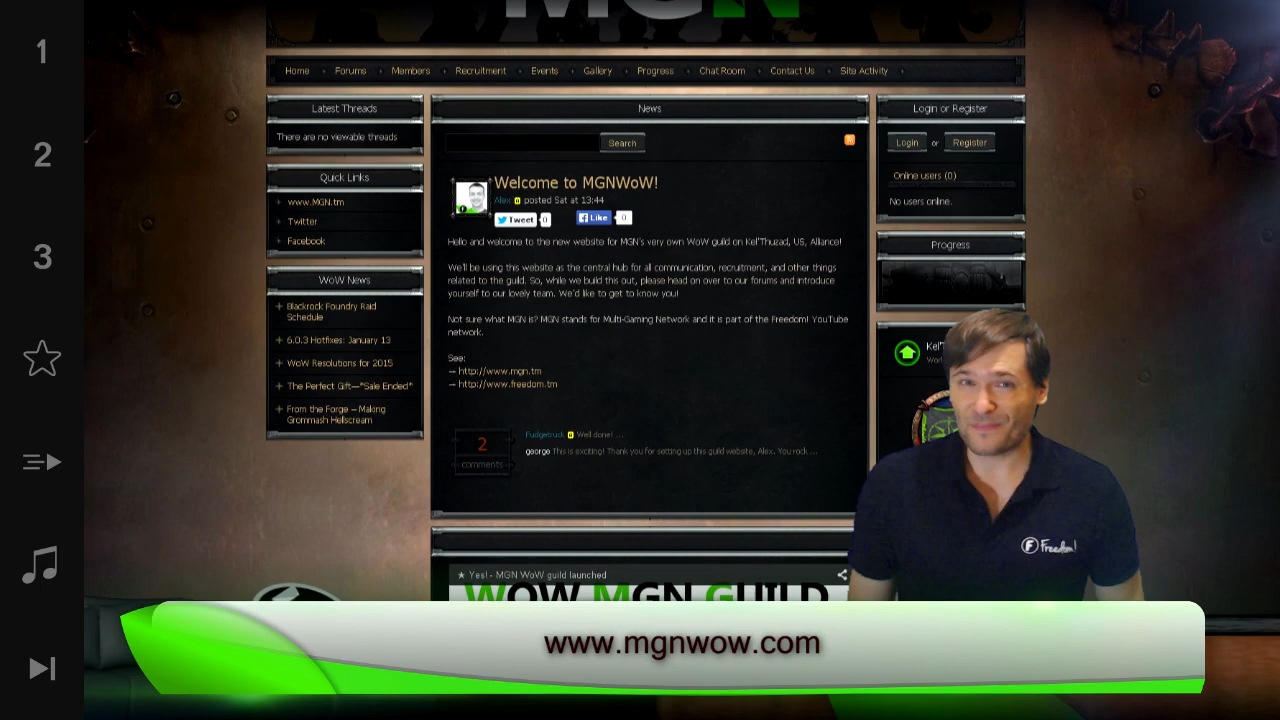 1
2
3
MGN
Home
Forums
Members
Recruitment
Events
Gallery
Progress
Chat Room
Contact Us
Site Activity
Latest Threads
There are no viewable threads
Quick Links
www.MGN.tm
Twitter
Facebook
WoW News
Blackrock Foundry Raid
Schedule
6.0.3 Hotfixes: January 13
WoW Resolutions for 2015
The Perfect Gift—*Sale Ended*
From the Forge – Making
Grommash Hellscream
News
Search
Welcome to MGNWoW!
Alex posted Sat at 13:44
Tweet 0 Like 0
Hello and welcome to the new website for MGN's very own WoW guild on Kel'Thuzad, US, Alliance!
We'll be using this website as the central hub for all communication, recruitment, and other things
related to the guild. So, while we build this out, please head on over to our forums and introduce
yourself to our lovely team. We'd like to get to know you!
Not sure what MGN is? MGN stands for Multi-Gaming Network and it is part of the Freedom! YouTube
network.
See:
→ http://www.mgn.tm
→ http://www.freedom.tm
2
comments
Fudgetruck Well done! ...
george This is exciting! Thank you for setting up this guild website, Alex. You rock ...
★ Yes! - MGN WoW guild launched
WOW MGN GUILD
Login or Register
Login or Register
Online users (0)
No users online.
Progress
Kel'T
Worl
Freedom!
www.mgnwow.com